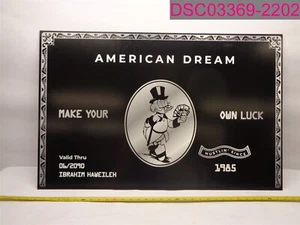 DSC03369-2202
AMERICAN DREAM
MAKE YOUR
OWN LUCK
Valid Thru
06/2090
IBRAHIM HAWEILEH
HUSTLIN' SINCE
1985